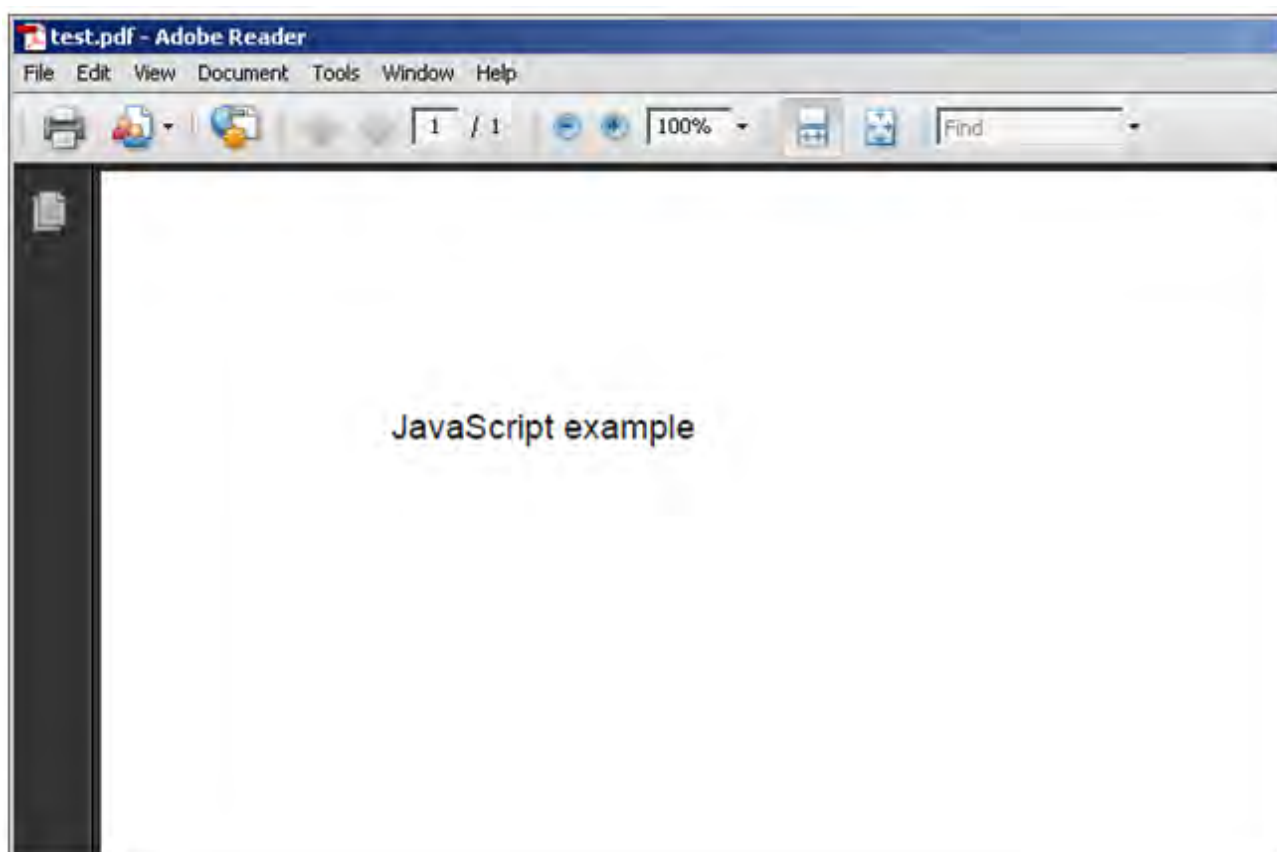 test.pdf - Adobe Reader
File Edit View Document Tools Window Help
1 / 1 100% Find
JavaScript example